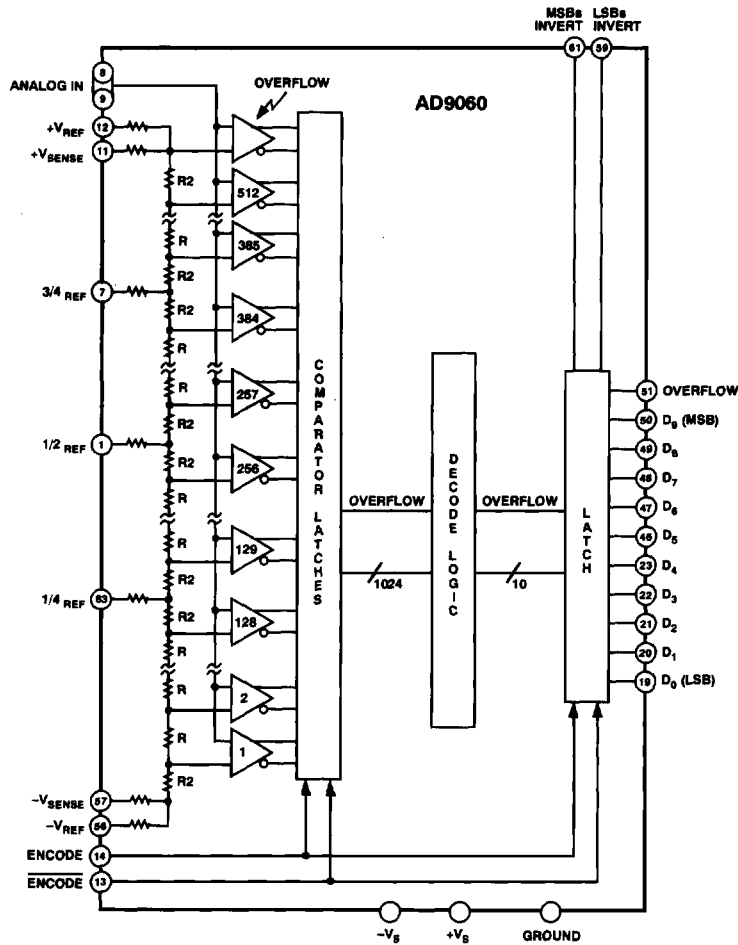 MSBs LSBs
INVERT INVERT
61 59
8
ANALOG IN
9
OVERFLOW
AD9060
+VREF 12
+VSENSE 11
R2
512
R
385
R2
3/4 REF 7
R2
384
R
R
257
R2
1/2 REF 1
R2
256
R
R
129
R2
1/4 REF 63
R2
128
R
R
2
R
1
R2
-VSENSE 57
-VREF 56
ENCODE 14
ENCODE 13
COMPARATOR LATCHES
OVERFLOW
1024
DECODE LOGIC
OVERFLOW
10
LATCH
51 OVERFLOW
50 D9 (MSB)
49 D8
48 D7
47 D6
46 D5
23 D4
22 D3
21 D2
20 D1
19 D0 (LSB)
-VS +VS GROUND